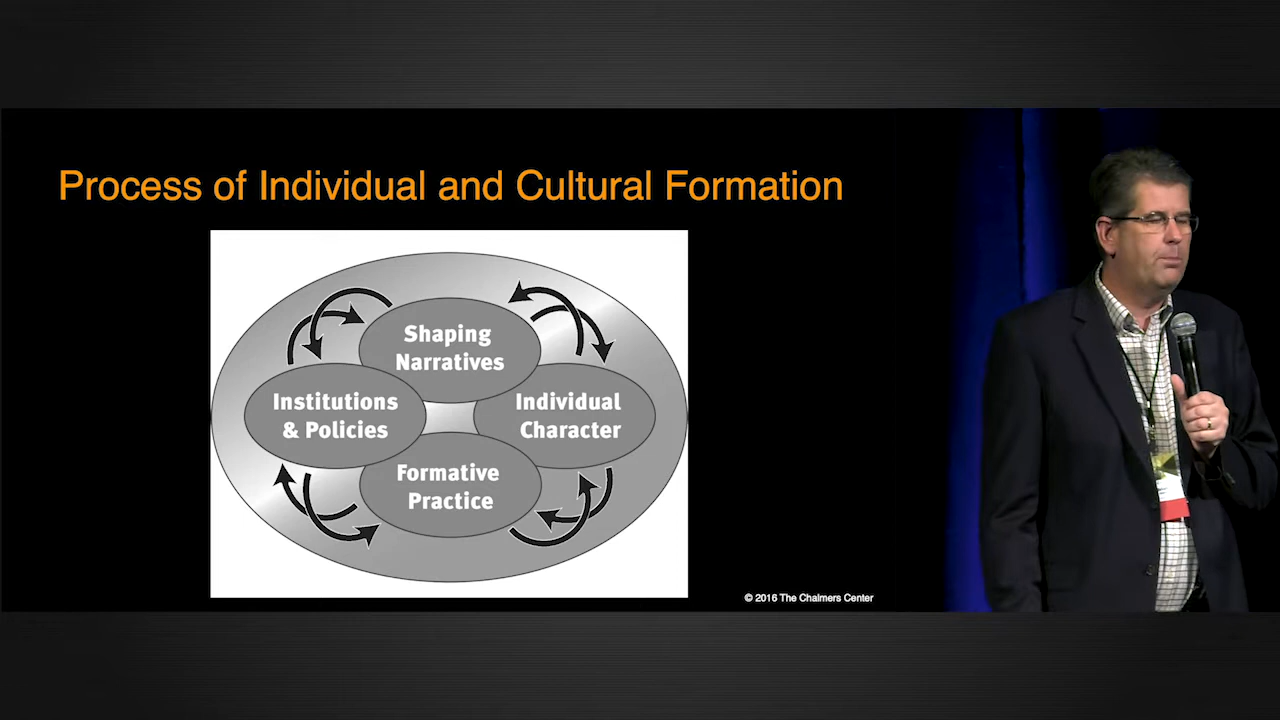 Process of Individual and Cultural Formation
Shaping
Narratives
Institutions
& Policies
Individual
Character
Formative
Practice
© 2016 The Chalmers Center